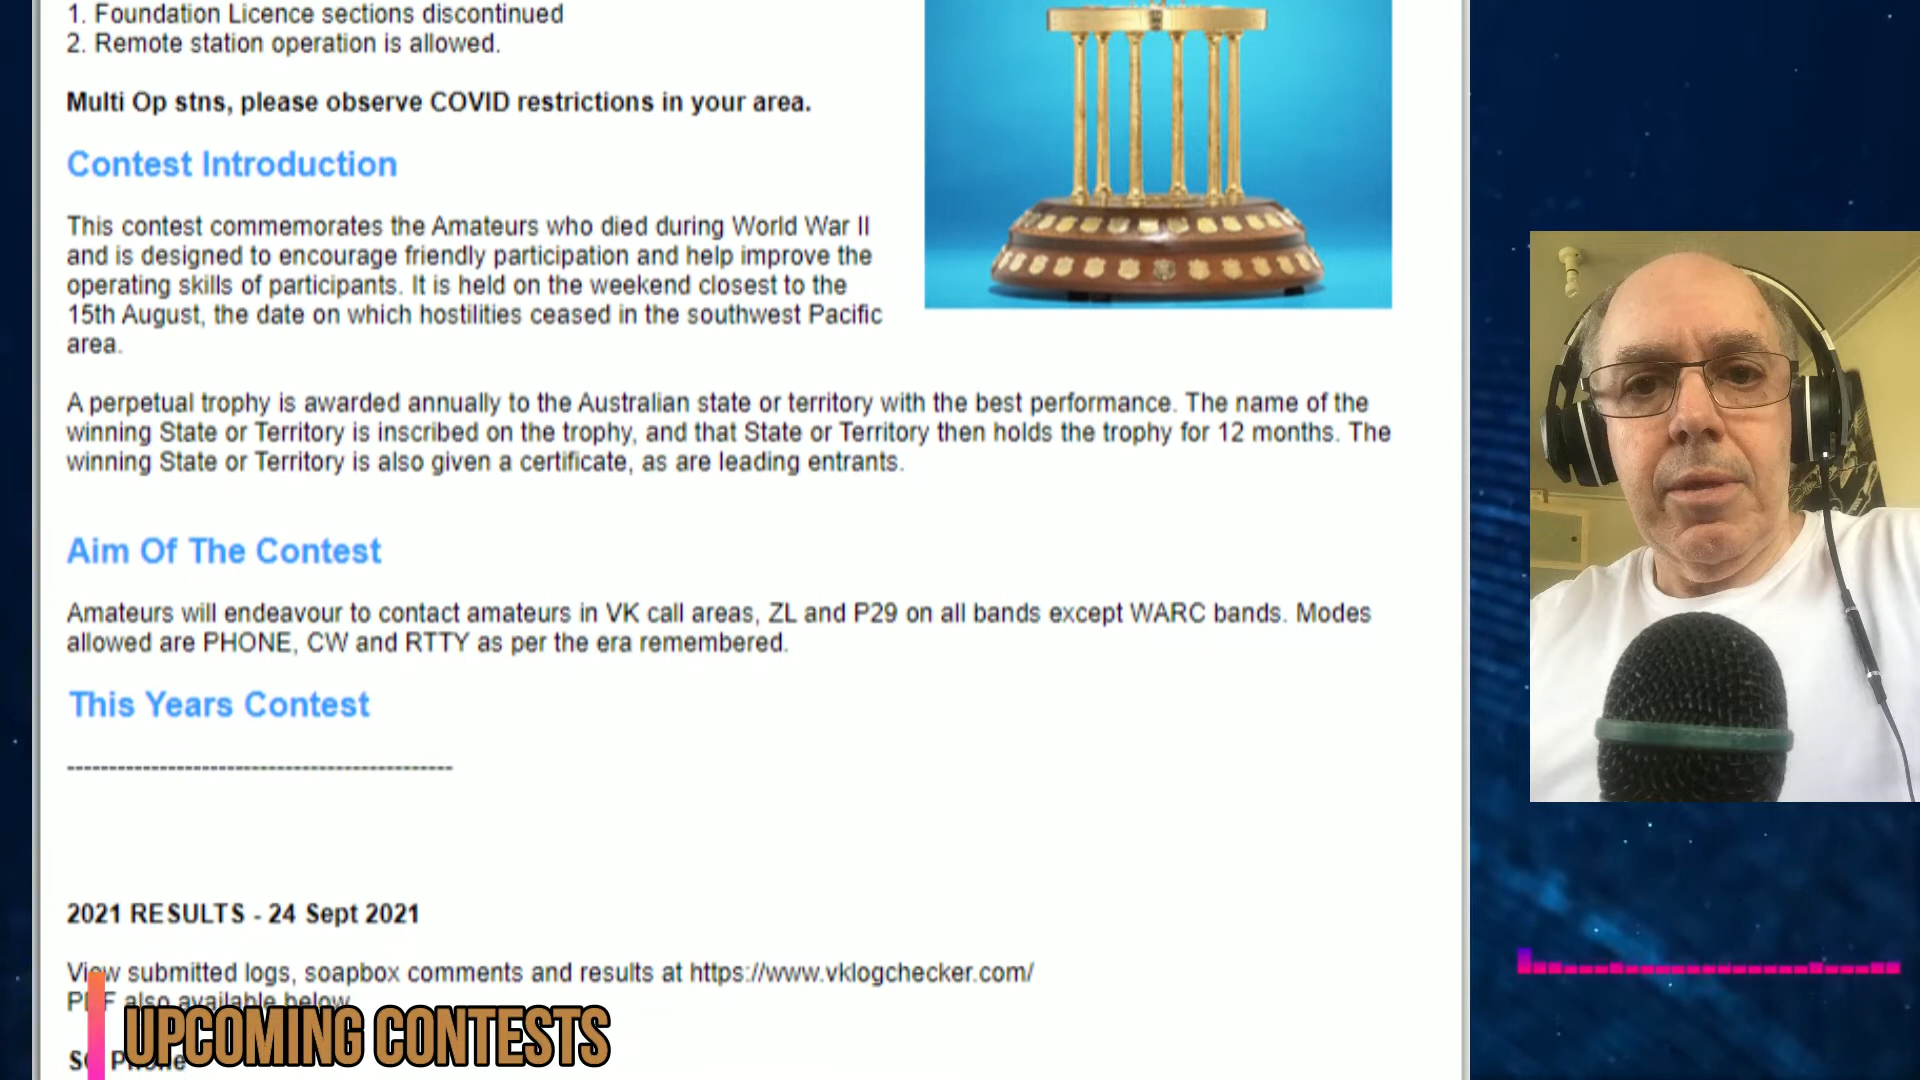 1. Foundation Licence sections discontinued
2. Remote station operation is allowed.
Multi Op stns, please observe COVID restrictions in your area.
Contest Introduction
This contest commemorates the Amateurs who died during World War II
and is designed to encourage friendly participation and help improve the
operating skills of participants. It is held on the weekend closest to the
15th August, the date on which hostilities ceased in the southwest Pacific
area.
A perpetual trophy is awarded annually to the Australian state or territory with the best performance. The name of the
winning State or Territory is inscribed on the trophy, and that State or Territory then holds the trophy for 12 months. The
winning State or Territory is also given a certificate, as are leading entrants.
Aim Of The Contest
Amateurs will endeavour to contact amateurs in VK call areas, ZL and P29 on all bands except WARC bands. Modes
allowed are PHONE, CW and RTTY as per the era remembered.
This Years Contest
----------------------------------------------
2021 RESULTS - 24 Sept 2021
View submitted logs, soapbox comments and results at https://www.vklogchecker.com/
PDF also available below
UPCOMING CONTESTS